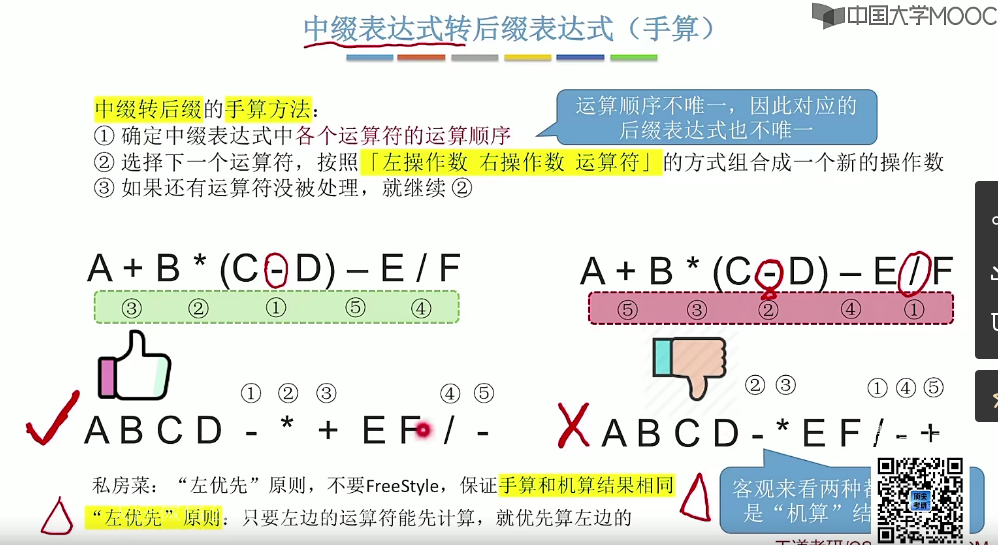 中国大学MOOC
中缀表达式转后缀表达式（手算）
中缀转后缀的手算方法：
① 确定中缀表达式中各个运算符的运算顺序
② 选择下一个运算符，按照「左操作数 右操作数 运算符」的方式组合成一个新的操作数
③ 如果还有运算符没被处理，就继续 ②
运算顺序不唯一，因此对应的
后缀表达式也不唯一
A + B * (C - D) – E / F
③ ② ① ⑤ ④
① ② ③ ④ ⑤
A B C D - * + E F / -
A + B * (C - D) – E / F
⑤ ③ ② ④ ①
② ③ ① ④ ⑤
A B C D - * E F / - +
私房菜：“左优先”原则，不要FreeStyle，保证手算和机算结果相同
“左优先”原则：只要左边的运算符能先计算，就优先算左边的
客观来看两种
是“机算”结